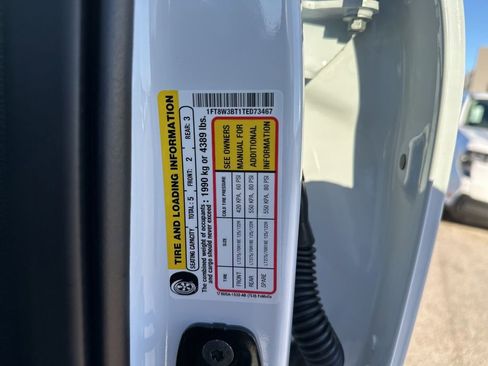 1FT8W3BT1TED73467
TIRE AND LOADING INFORMATION
SEATING CAPACITY TOTAL: 5 FRONT: 2 REAR: 3
The combined weight of occupants
and cargo should never exceed : 1990 kg or 4389 lbs.
TIRE SIZE COLD TIRE PRESSURE
FRONT 420 KPA, 60 PSI
REAR 550 KPA, 80 PSI
SPARE 550 KPA, 80 PSI
SEE OWNERS
MANUAL FOR
ADDITIONAL
INFORMATION